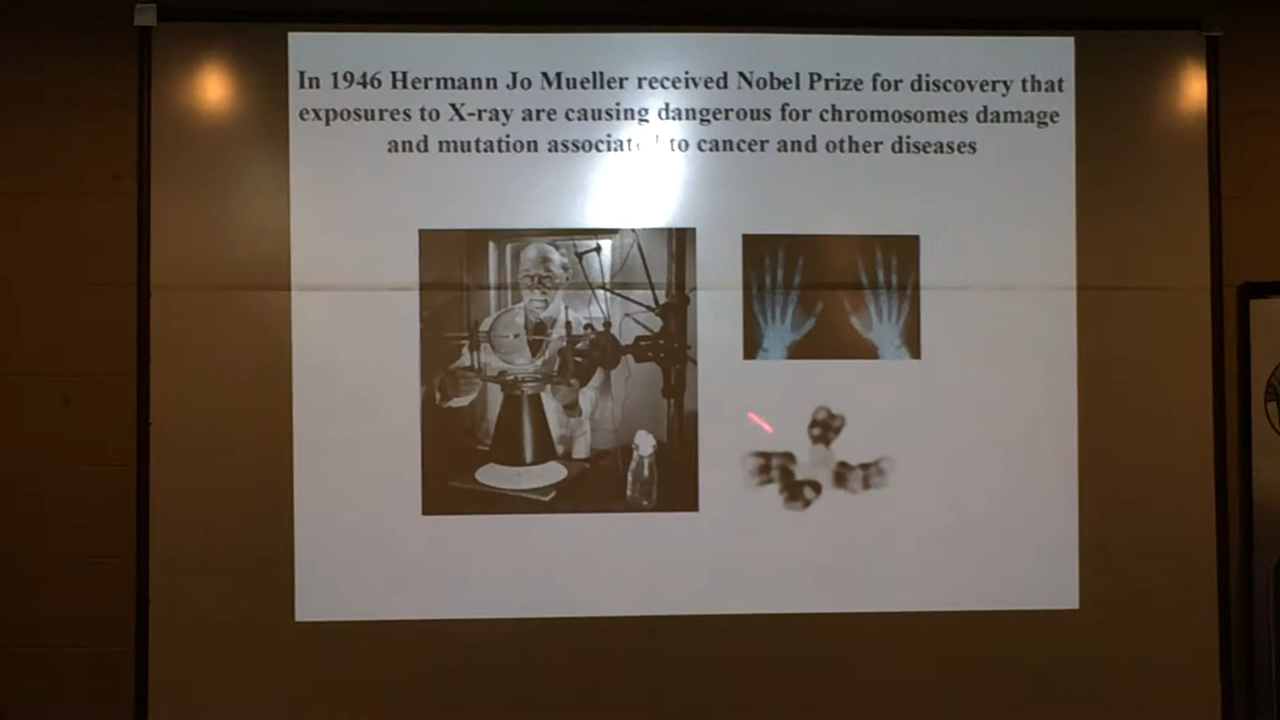 In 1946 Hermann Jo Mueller received Nobel Prize for discovery that
exposures to X-ray are causing dangerous for chromosomes damage
and mutation associated to cancer and other diseases